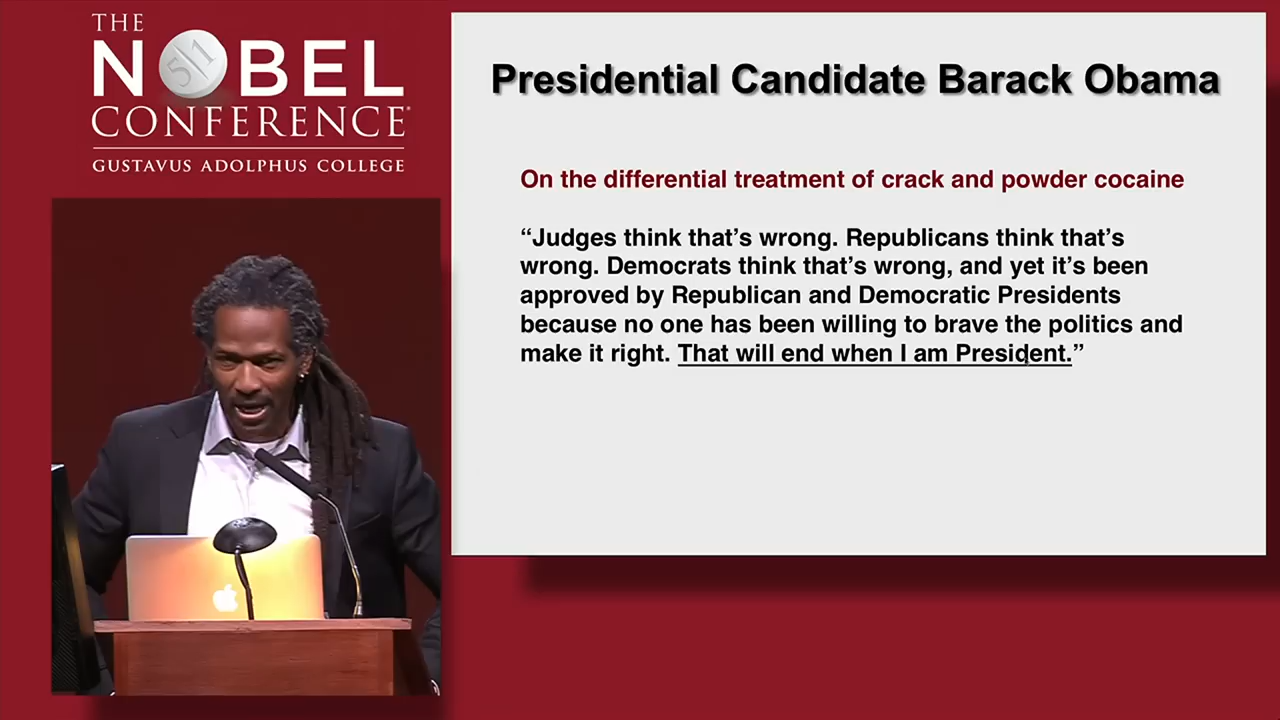 THE
NOBEL
CONFERENCE®
GUSTAVUS ADOLPHUS COLLEGE
51
Presidential Candidate Barack Obama
On the differential treatment of crack and powder cocaine
“Judges think that’s wrong. Republicans think that’s
wrong. Democrats think that’s wrong, and yet it’s been
approved by Republican and Democratic Presidents
because no one has been willing to brave the politics and
make it right. That will end when I am President.”